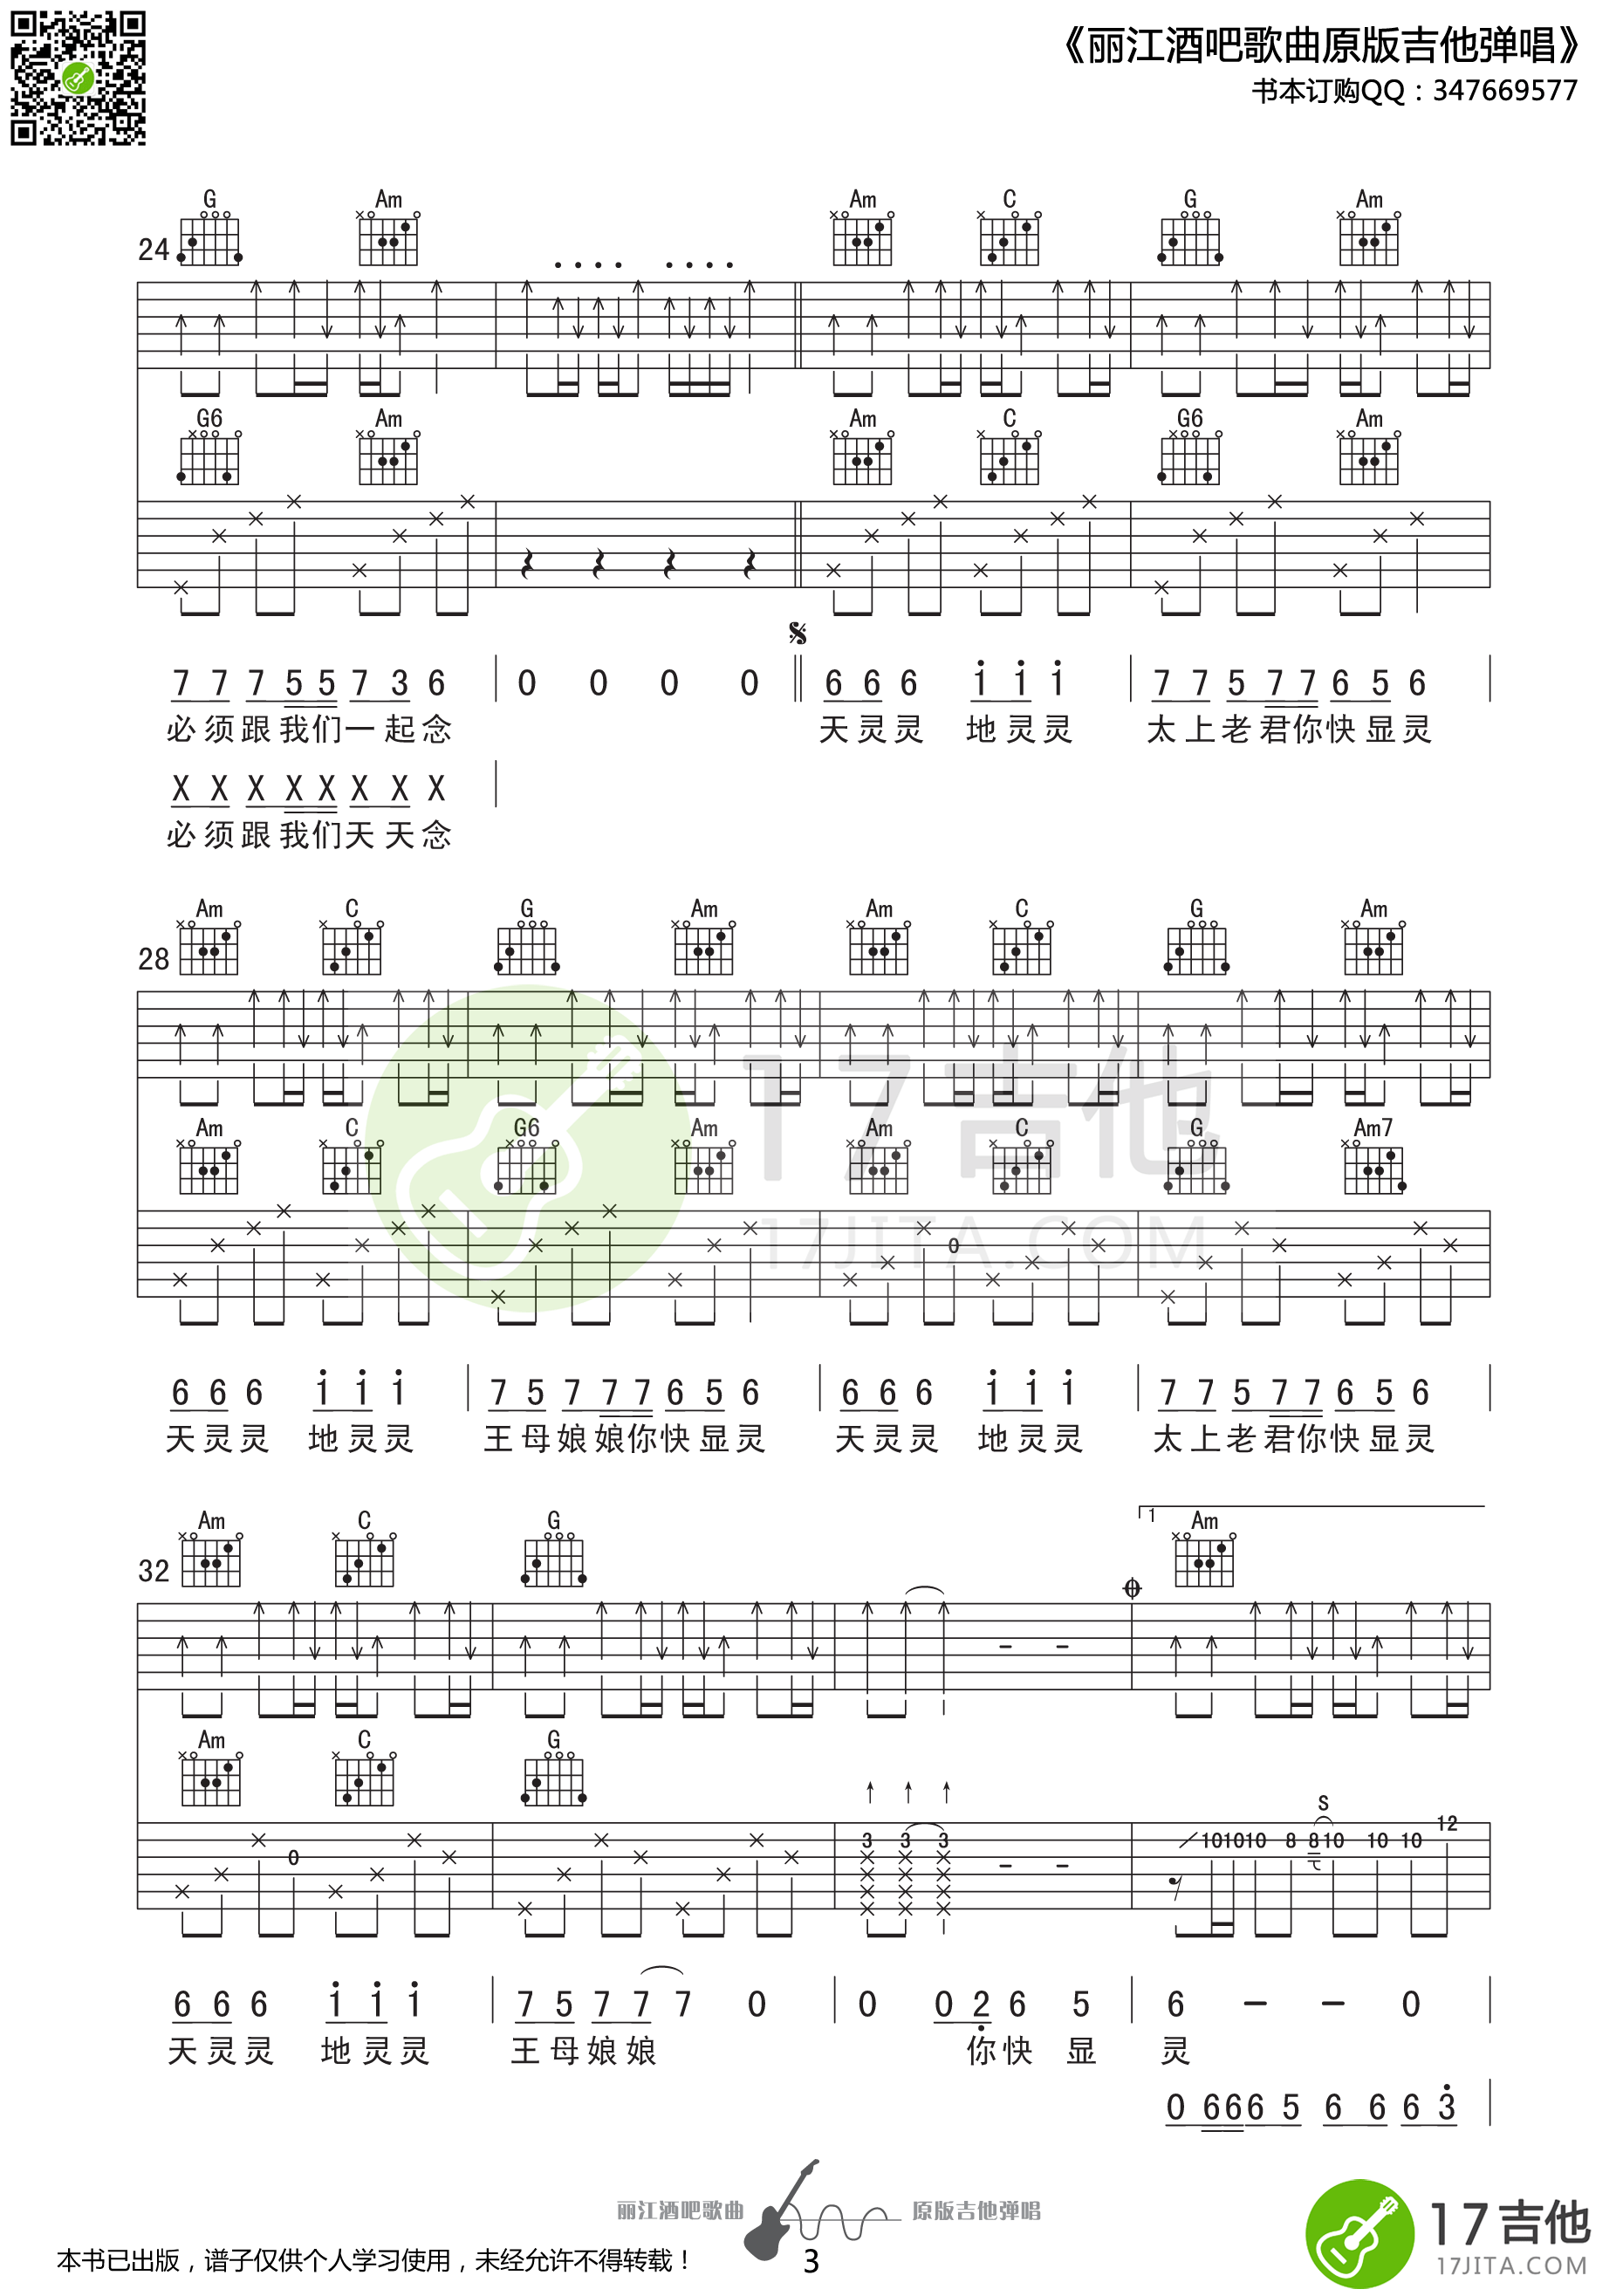 《丽江酒吧歌曲原版吉他弹唱》
书本订购QQ：347669577
G Am Am C G Am
24
G6 Am Am C G6 Am
7 7 7 5 5 7 3 6 | 0 0 0 0 || 6 6 6 i i i | 7 7 5 7 7 6 5 6 |
必须跟我们一起念 天灵灵 地灵灵 太上老君你快显灵
X X X X X X X X |
必须跟我们天天念
Am C G Am Am C G Am
28
Am C G6 Am Am C G Am7
0
17吉他
17JITA.COM
6 6 6 i i i | 7 5 7 7 7 6 5 6 | 6 6 6 i i i | 7 7 5 7 7 6 5 6 |
天灵灵 地灵灵 王母娘娘你快显灵 天灵灵 地灵灵 太上老君你快显灵
1
Am C G Am
32
Am C G
S
0 3 3 3 10 10 10 8 8 10 10 10 12
6 6 6 i i i | 7 5 7 7 7 0 | 0 0 2 6 5 | 6 – – 0 |
天灵灵 地灵灵 王母娘娘 你快显 灵
0 6 6 6 5 6 6 6 3 |
丽江酒吧歌曲 原版吉他弹唱
本书已出版，谱子仅供个人学习使用，未经允许不得转载！
3
17吉他
17JITA.COM